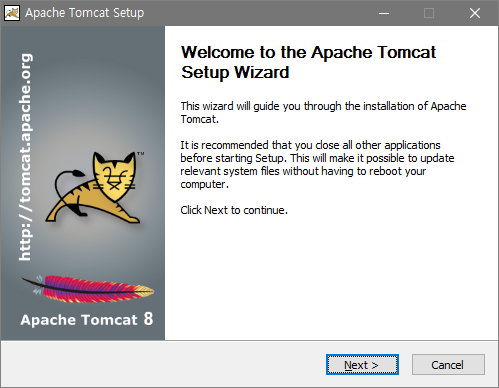 Apache Tomcat Setup
http://tomcat.apache.org
TM
Apache Tomcat 8
Welcome to the Apache Tomcat
Setup Wizard
This wizard will guide you through the installation of Apache
Tomcat.
It is recommended that you close all other applications
before starting Setup. This will make it possible to update
relevant system files without having to reboot your
computer.
Click Next to continue.
Next >
Cancel